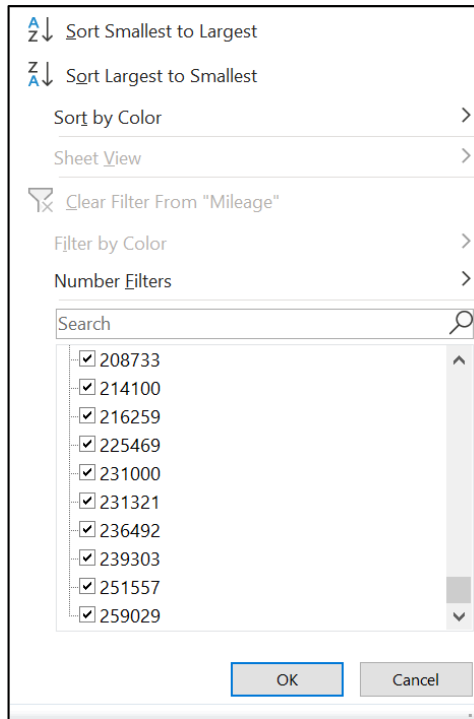 Sort Smallest to Largest
Sort Largest to Smallest
Sort by Color
Sheet View
Clear Filter From "Mileage"
Filter by Color
Number Filters
Search
208733
214100
216259
225469
231000
231321
236492
239303
251557
259029
OK Cancel